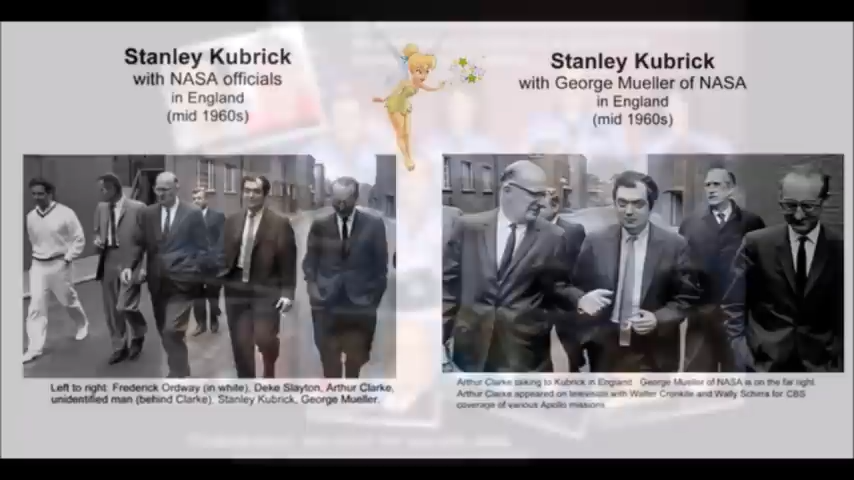 Stanley Kubrick
with NASA officials
in England
(mid 1960s)
Left to right: Frederick Ordway (in white), Deke Slayton, Arthur Clarke,
unidentified man (behind Clarke), Stanley Kubrick, George Mueller.
Stanley Kubrick
with George Mueller of NASA
in England
(mid 1960s)
Arthur Clarke talking to Kubrick in England. George Mueller of NASA is on the far right.
Arthur Clarke appeared on television with Walter Cronkite and Wally Schirra for CBS
coverage of various Apollo missions